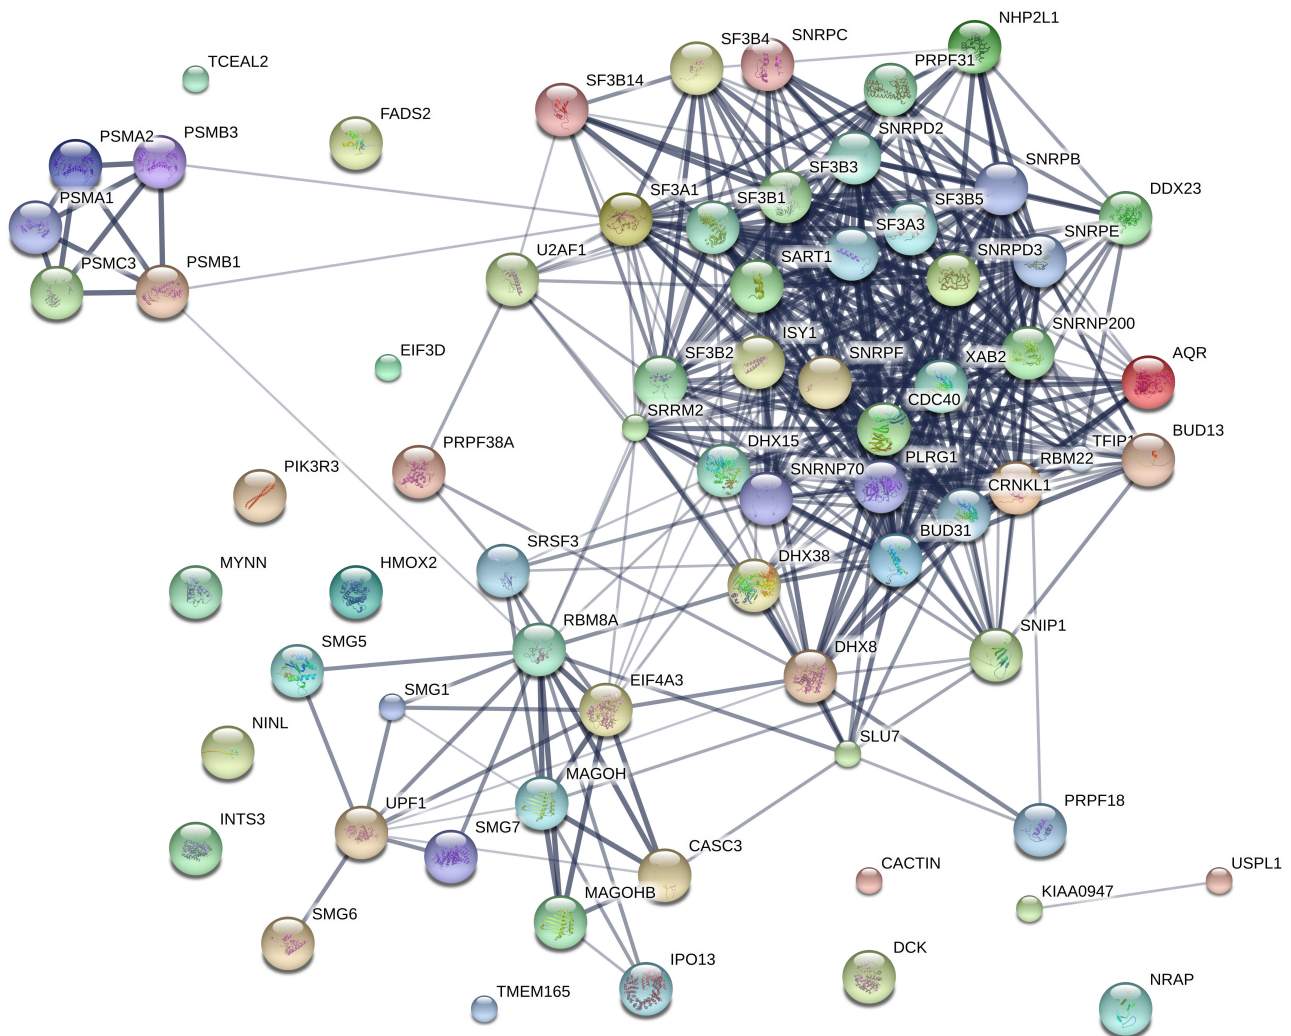 NHP2L1
SF3B4
SNRPC
TCEAL2
PRPF31
SF3B14
FADS2
PSMA2
PSMB3
SNRPD2
SNRPB
SF3B3
DDX23
PSMA1
SF3A1
SF3B1
SF3B5
SF3A3
SNRPE
U2AF1
SART1
SNRPD3
PSMC3
PSMB1
SNRNP200
ISY1
EIF3D
SF3B2
SNRPF
XAB2
AQR
CDC40
SRRM2
BUD13
PRPF38A
DHX15
TFIP1
PIK3R3
SNRNP70
PLRG1
RBM22
CRNKL1
BUD31
SRSF3
DHX38
MYNN
HMOX2
RBM8A
SNIP1
SMG5
DHX8
EIF4A3
SMG1
NINL
SLU7
MAGOH
UPF1
PRPF18
INTS3
SMG7
CASC3
CACTIN
USPL1
MAGOHB
KIAA0947
SMG6
DCK
IPO13
NRAP
TMEM165